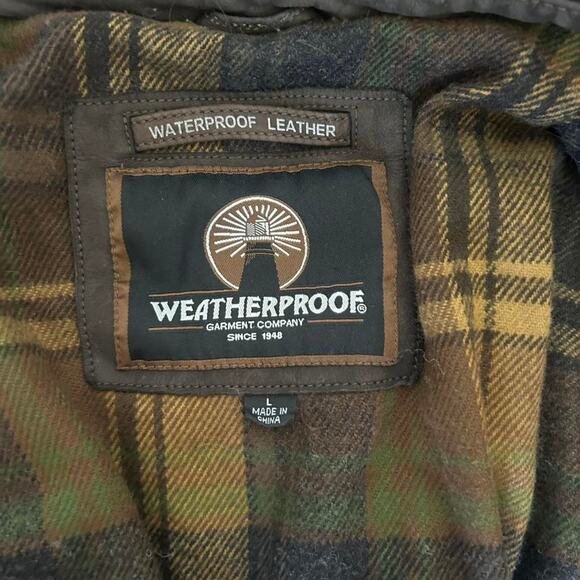 WATERPROOF LEATHER
WEATHERPROOF®
GARMENT COMPANY
SINCE 1948
L
MADE IN
CHINA